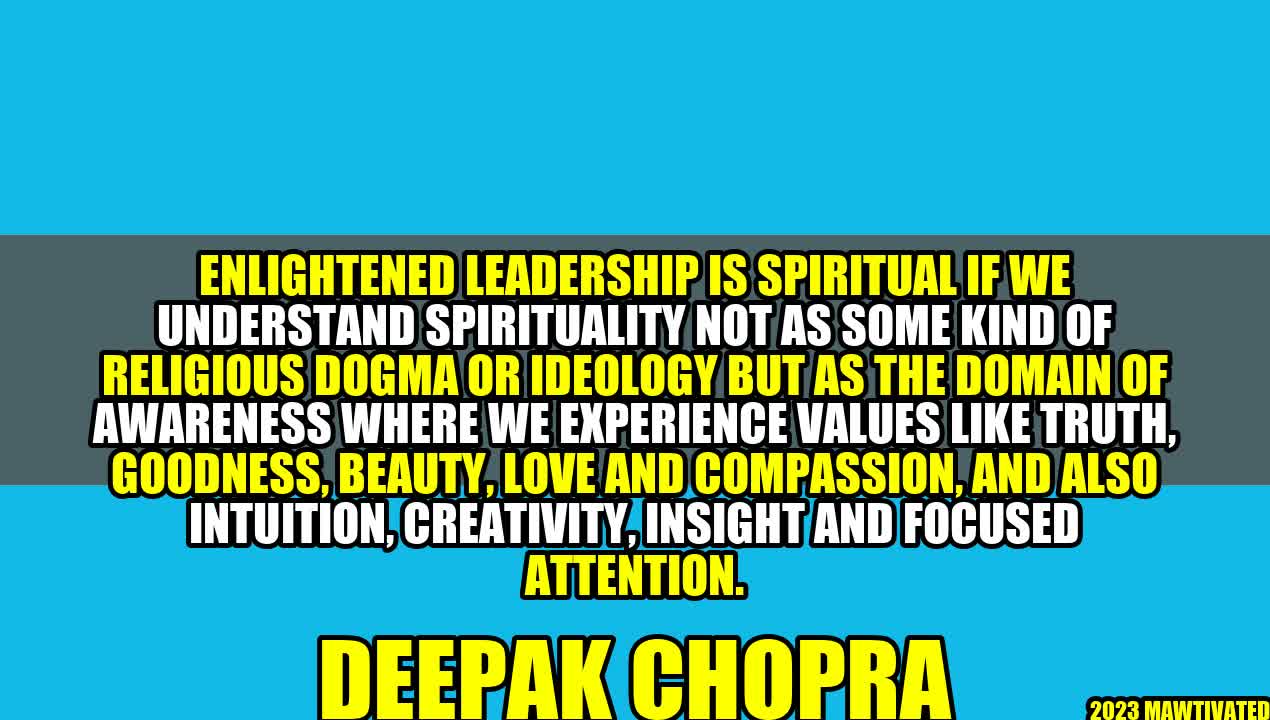 ENLIGHTENED LEADERSHIP IS SPIRITUAL IF WE
UNDERSTAND SPIRITUALITY NOT AS SOME KIND OF
RELIGIOUS DOGMA OR IDEOLOGY BUT AS THE DOMAIN OF
AWARENESS WHERE WE EXPERIENCE VALUES LIKE TRUTH,
GOODNESS, BEAUTY, LOVE AND COMPASSION, AND ALSO
INTUITION, CREATIVITY, INSIGHT AND FOCUSED
ATTENTION.
DEEPAK CHOPRA
2023 MAWTIVATED